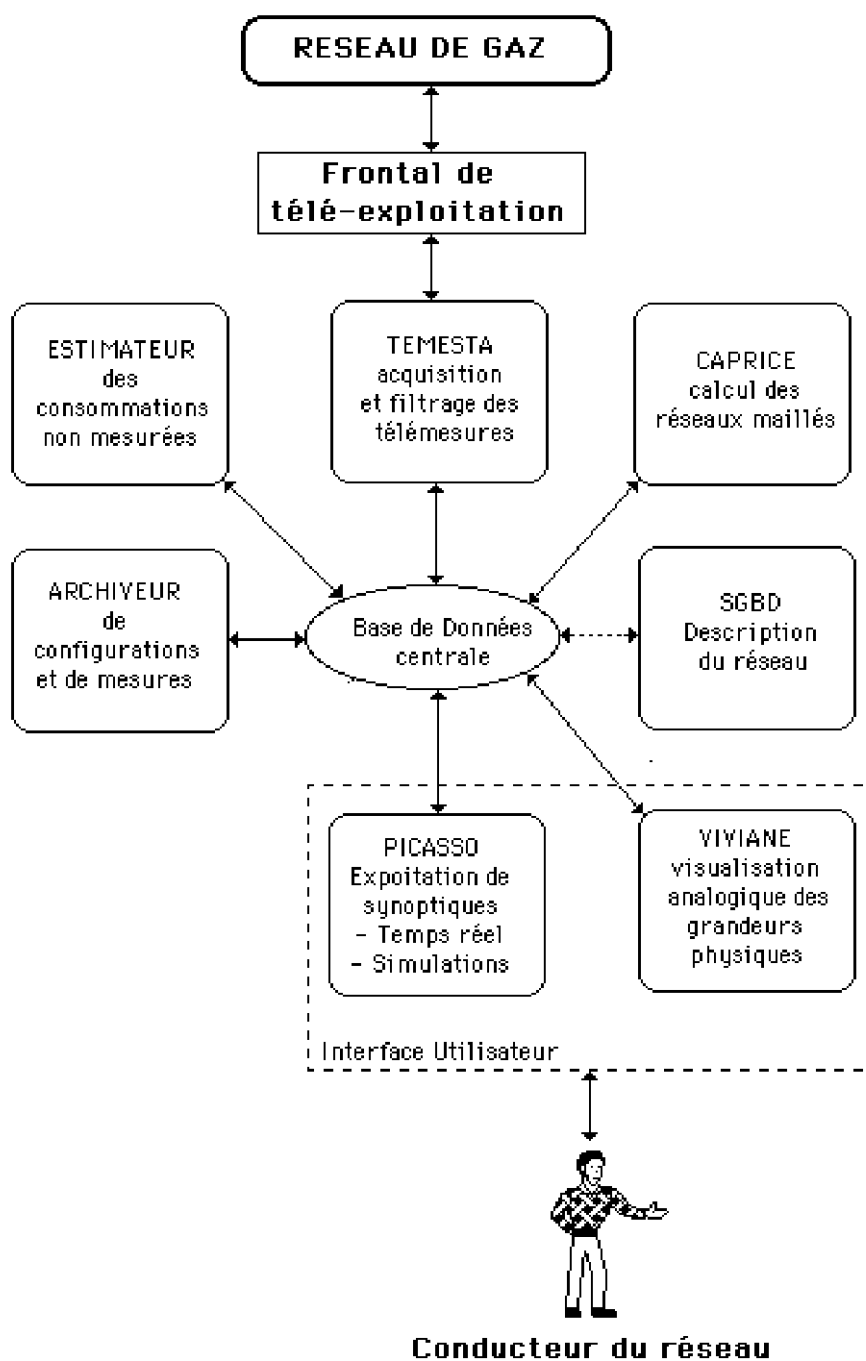 RESEAU DE GAZ
Frontal de
télé-exploitation
ESTIMATEUR
des
consommations
non mesurées
TEMESTA
acquisition
et filtrage des
télémesures
CAPRICE
calcul des
réseaux maillés
ARCHIVEUR
de
configurations
et de mesures
Base de Données
centrale
SGBD
Description
du réseau
PICASSO
Expoitation de
synoptiques
- Temps réel
- Simulations
VIVIANE
visualisation
analogique des
grandeurs
physiques
Interface Utilisateur
Conducteur du réseau